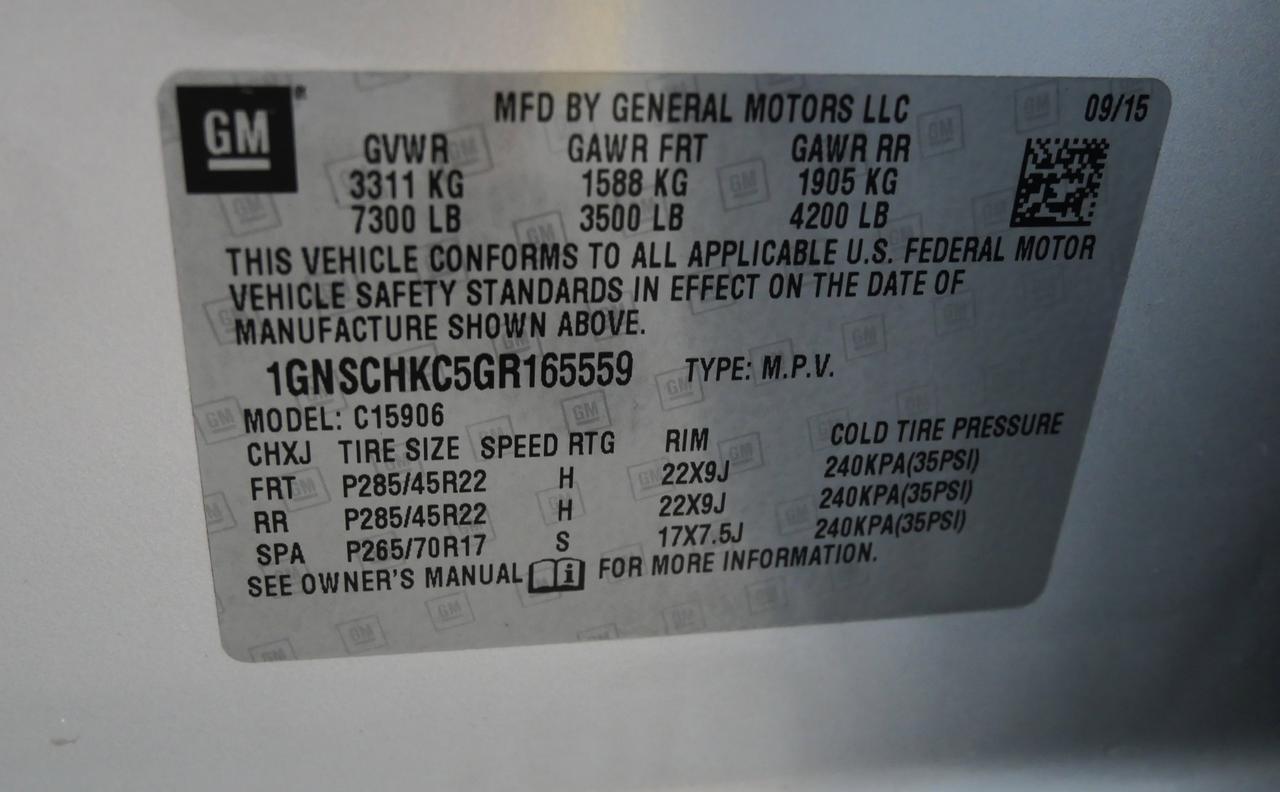 GM
MFD BY GENERAL MOTORS LLC 09/15
GVWR GAWR FRT GAWR RR
3311 KG 1588 KG 1905 KG
7300 LB 3500 LB 4200 LB
THIS VEHICLE CONFORMS TO ALL APPLICABLE U.S. FEDERAL MOTOR
VEHICLE SAFETY STANDARDS IN EFFECT ON THE DATE OF
MANUFACTURE SHOWN ABOVE.
1GNSCHKC5GR165559 TYPE: M.P.V.
MODEL: C15906
CHXJ TIRE SIZE SPEED RTG RIM COLD TIRE PRESSURE
FRT P285/45R22 H 22X9J 240KPA(35PSI)
RR P285/45R22 H 22X9J 240KPA(35PSI)
SPA P265/70R17 S 17X7.5J 240KPA(35PSI)
SEE OWNER'S MANUAL i FOR MORE INFORMATION.